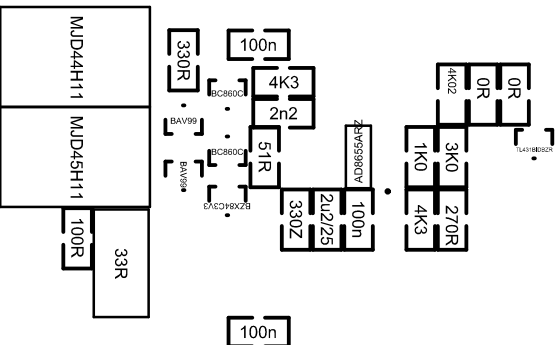 MJD44H11
330R
100n
BC860C
4K3
4K02
0R
0R
2n2
BAV99
MJD45H11
51R
AD8655ARZ
1K0
3K0
TL431BIDBZR
BC860C
BAV99
BZX84C3V3
100R
33R
330Z
2u2/25
100n
4K3
270R
100n